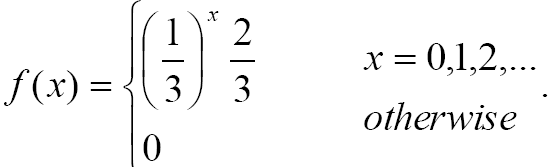 f(x) = { (1/3)^x 2/3    x = 0,1,2,...
0    otherwise .